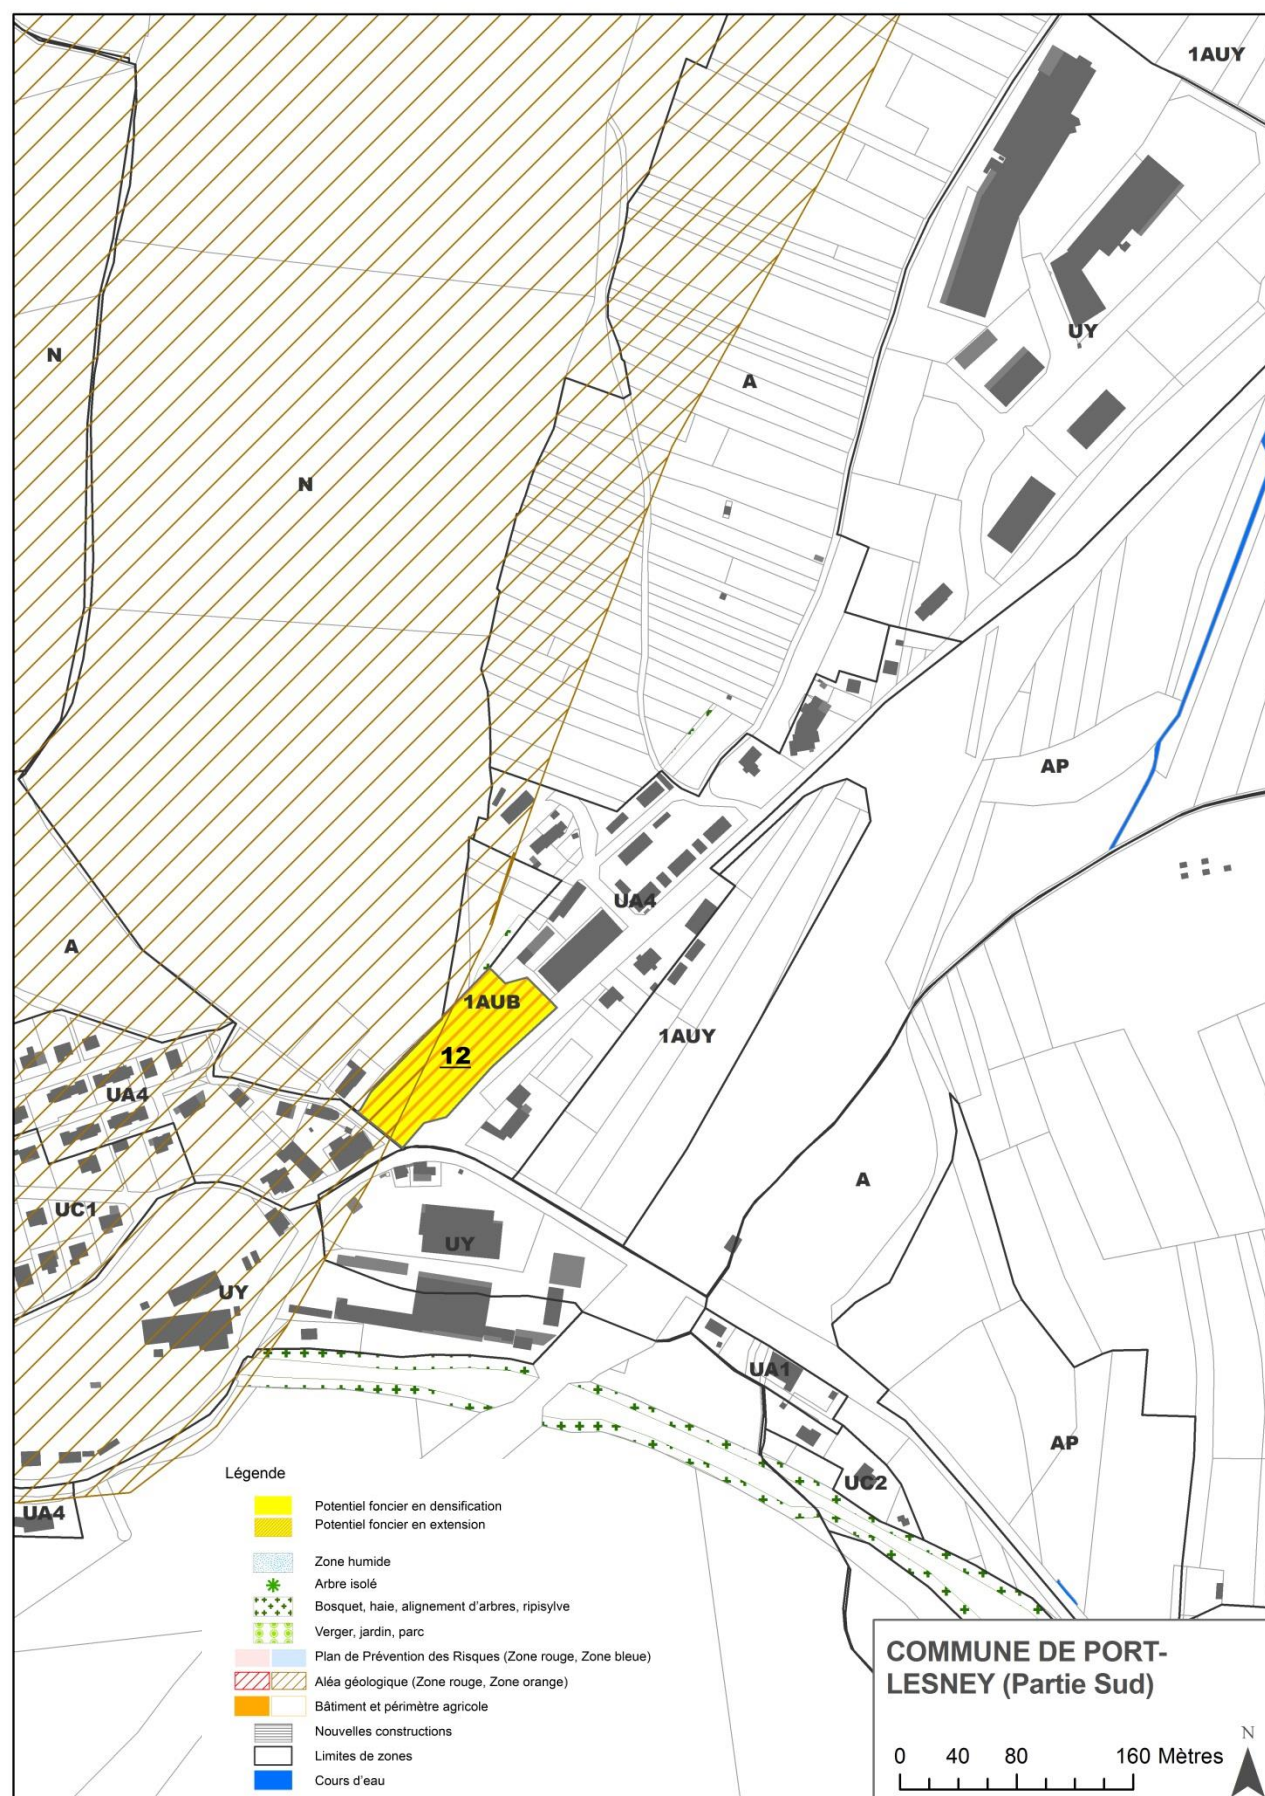 1AUY
UY
N
A
N
AP
UA4
A
1AUB
1AUY
12
UA4
A
UC1
UY
UY
UA1
AP
UC2
UA4
Légende
Potentiel foncier en densification
Potentiel foncier en extension
Zone humide
Arbre isolé
Bosquet, haie, alignement d'arbres, ripisylve
Verger, jardin, parc
Plan de Prévention des Risques (Zone rouge, Zone bleue)
Aléa géologique (Zone rouge, Zone orange)
Bâtiment et périmètre agricole
Nouvelles constructions
Limites de zones
Cours d'eau
COMMUNE DE PORT-
LESNEY (Partie Sud)
N
0 40 80 160 Mètres